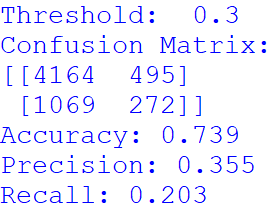 Threshold:  0.3
Confusion Matrix:
[[4164  495]
 [1069  272]]
Accuracy: 0.739
Precision: 0.355
Recall: 0.203